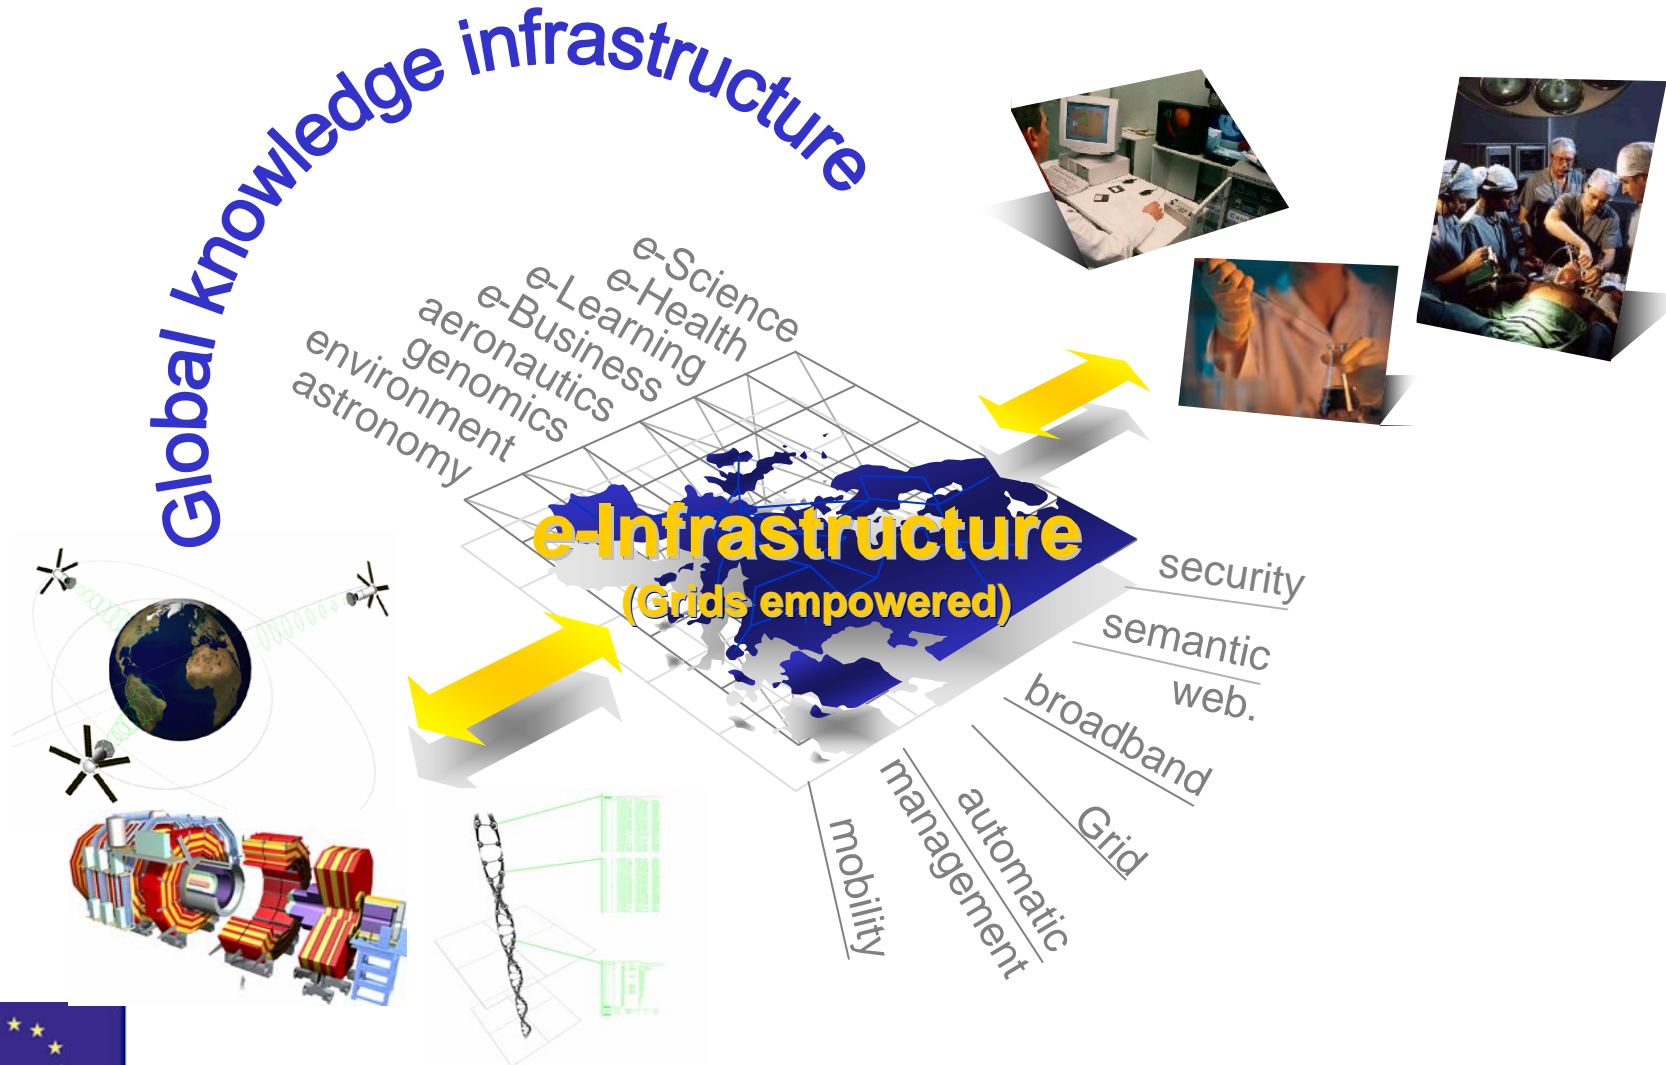 Global knowledge infrastructure
e-Science
e-Health
e-Learning
e-Business
aeronautics
genomics
environment
astronomy
e-Infrastructure
(Grids empowered)
security
semantic
web.
broadband
Grid
automatic
management
mobility